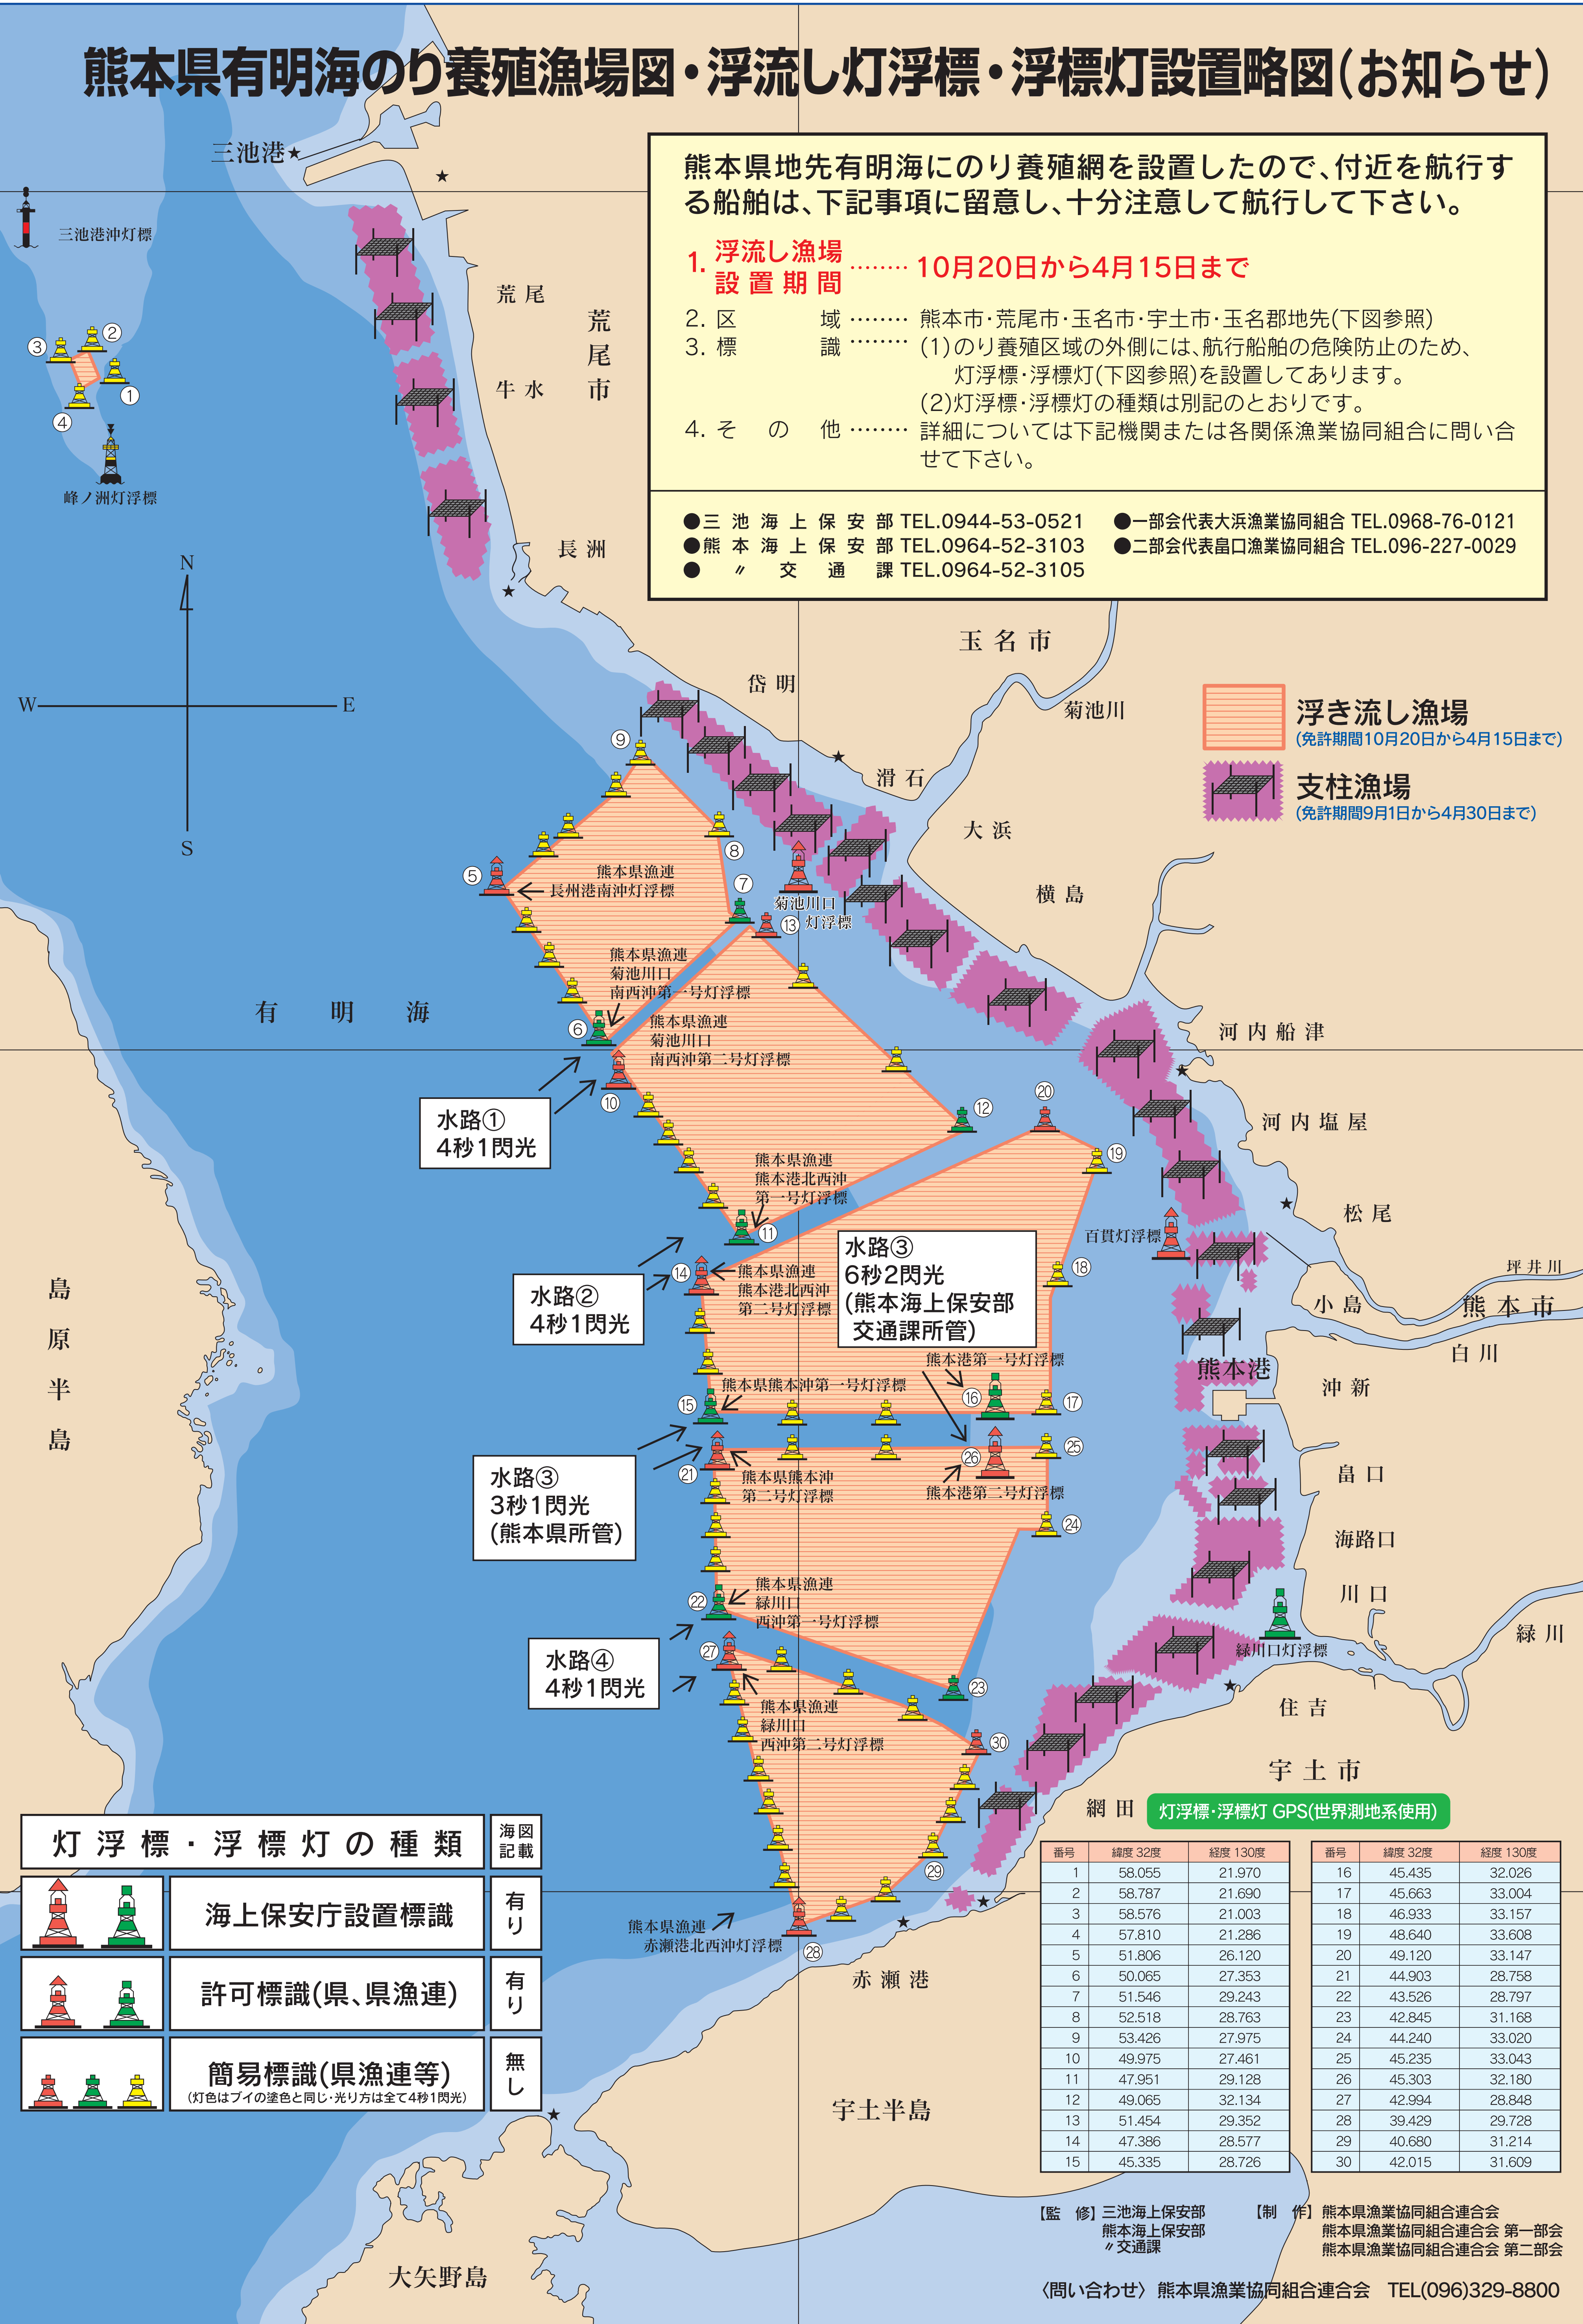 熊本県有明海のり養殖漁場図・浮流し灯浮標・浮標灯設置略図(お知らせ)
熊本県地先有明海にのり養殖網を設置したので、付近を航行す
る船舶は、下記事項に留意し、十分注意して航行して下さい。
1. 浮流し漁場
設置期間 ……… 10月20日から4月15日まで
2. 区域 ……… 熊本市・荒尾市・玉名市・宇土市・玉名郡地先(下図参照)
3. 標識 ……… (1)のり養殖区域の外側には、航行船舶の危険防止のため、
灯浮標・浮標灯(下図参照)を設置してあります。
(2)灯浮標・浮標灯の種類は別記のとおりです。
4. その他 ……… 詳細については下記機関または各関係漁業協同組合に問い合
せて下さい。
●三池海上保安部 TEL.0944-53-0521 ●一部会代表大浜漁業協同組合 TEL.0968-76-0121
●熊本海上保安部 TEL.0964-52-3103 ●二部会代表畠口漁業協同組合 TEL.096-227-0029
● 〃 交通課 TEL.0964-52-3105
三池港
三池港沖灯標
荒尾
荒尾市
牛水
②
③
①
④
峰ノ洲灯浮標
長洲
N
W
E
S
玉名市
岱明
菊池川
浮き流し漁場
(免許期間10月20日から4月15日まで)
支柱漁場
(免許期間9月1日から4月30日まで)
滑石
大浜
横島
⑨
⑧
⑤
熊本県漁連
長州港南沖灯浮標
⑦
菊池川口
灯浮標
⑬
熊本県漁連
菊池川口
南西沖第一号灯浮標
⑥
熊本県漁連
菊池川口
南西沖第二号灯浮標
⑩
有明海
水路①
4秒1閃光
河内船津
河内塩屋
⑫
⑳
⑲
熊本県漁連
熊本港北西沖
第一号灯浮標
⑪
松尾
百貫灯浮標
坪井川
小島
熊本市
白川
水路②
4秒1閃光
⑭
熊本県漁連
熊本港北西沖
第二号灯浮標
水路③
6秒2閃光
(熊本海上保安部
交通課所管)
⑱
熊本港第一号灯浮標
熊本港
沖新
島原半島
熊本県熊本沖第一号灯浮標
⑮
⑯
⑰
水路③
3秒1閃光
(熊本県所管)
㉑
熊本県熊本沖
第二号灯浮標
㉖
㉕
熊本港第二号灯浮標
㉔
畠口
海路口
川口
緑川
緑川口灯浮標
㉒
熊本県漁連
緑川口
西沖第一号灯浮標
水路④
4秒1閃光
㉗
㉓
熊本県漁連
緑川口
西沖第二号灯浮標
㉚
住吉
宇土市
網田
㉙
㉘
熊本県漁連
赤瀬港北西沖灯浮標
赤瀬港
宇土半島
大矢野島
灯浮標・浮標灯の種類 海図記載
海上保安庁設置標識 有り
許可標識(県、県漁連) 有り
簡易標識(県漁連等) 無し
(灯色はブイの塗色と同じ・光り方は全て4秒1閃光)
灯浮標・浮標灯 GPS(世界測地系使用)
番号 緯度 32度 経度 130度
1 58.055 21.970
2 58.787 21.690
3 58.576 21.003
4 57.810 21.286
5 51.806 26.120
6 50.065 27.353
7 51.546 29.243
8 52.518 28.763
9 53.426 27.975
10 49.975 27.461
11 47.951 29.128
12 49.065 32.134
13 51.454 29.352
14 47.386 28.577
15 45.335 28.726
番号 緯度 32度 経度 130度
16 45.435 32.026
17 45.663 33.004
18 46.933 33.157
19 48.640 33.608
20 49.120 33.147
21 44.903 28.758
22 43.526 28.797
23 42.845 31.168
24 44.240 33.020
25 45.235 33.043
26 45.303 32.180
27 42.994 28.848
28 39.429 29.728
29 40.680 31.214
30 42.015 31.609
【監 修】三池海上保安部
熊本海上保安部
〃交通課
【制 作】熊本県漁業協同組合連合会
熊本県漁業協同組合連合会 第一部会
熊本県漁業協同組合連合会 第二部会
〈問い合わせ〉熊本県漁業協同組合連合会 TEL(096)329-8800